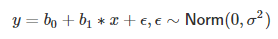 y = b₀ + b₁ * x + ϵ, ϵ ∼ Norm(0, σ²)